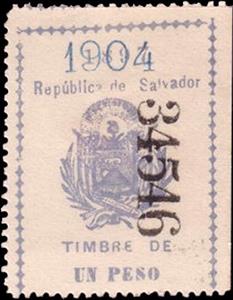 1904
República de Salvador
34546
TIMBRE DE
UN PESO